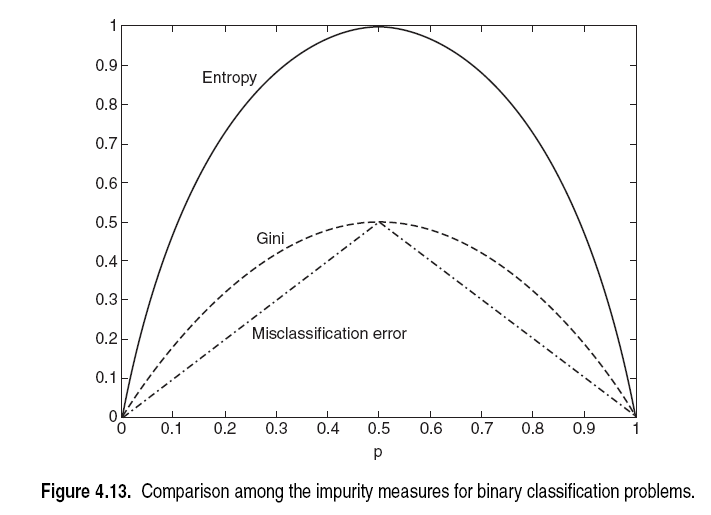 1
0.9
Entropy
0.8
0.7
0.6
0.5
Gini
0.4
0.3
Misclassification error
0.2
0.1
0
0 0.1 0.2 0.3 0.4 0.5 0.6 0.7 0.8 0.9 1
p
Figure 4.13. Comparison among the impurity measures for binary classification problems.